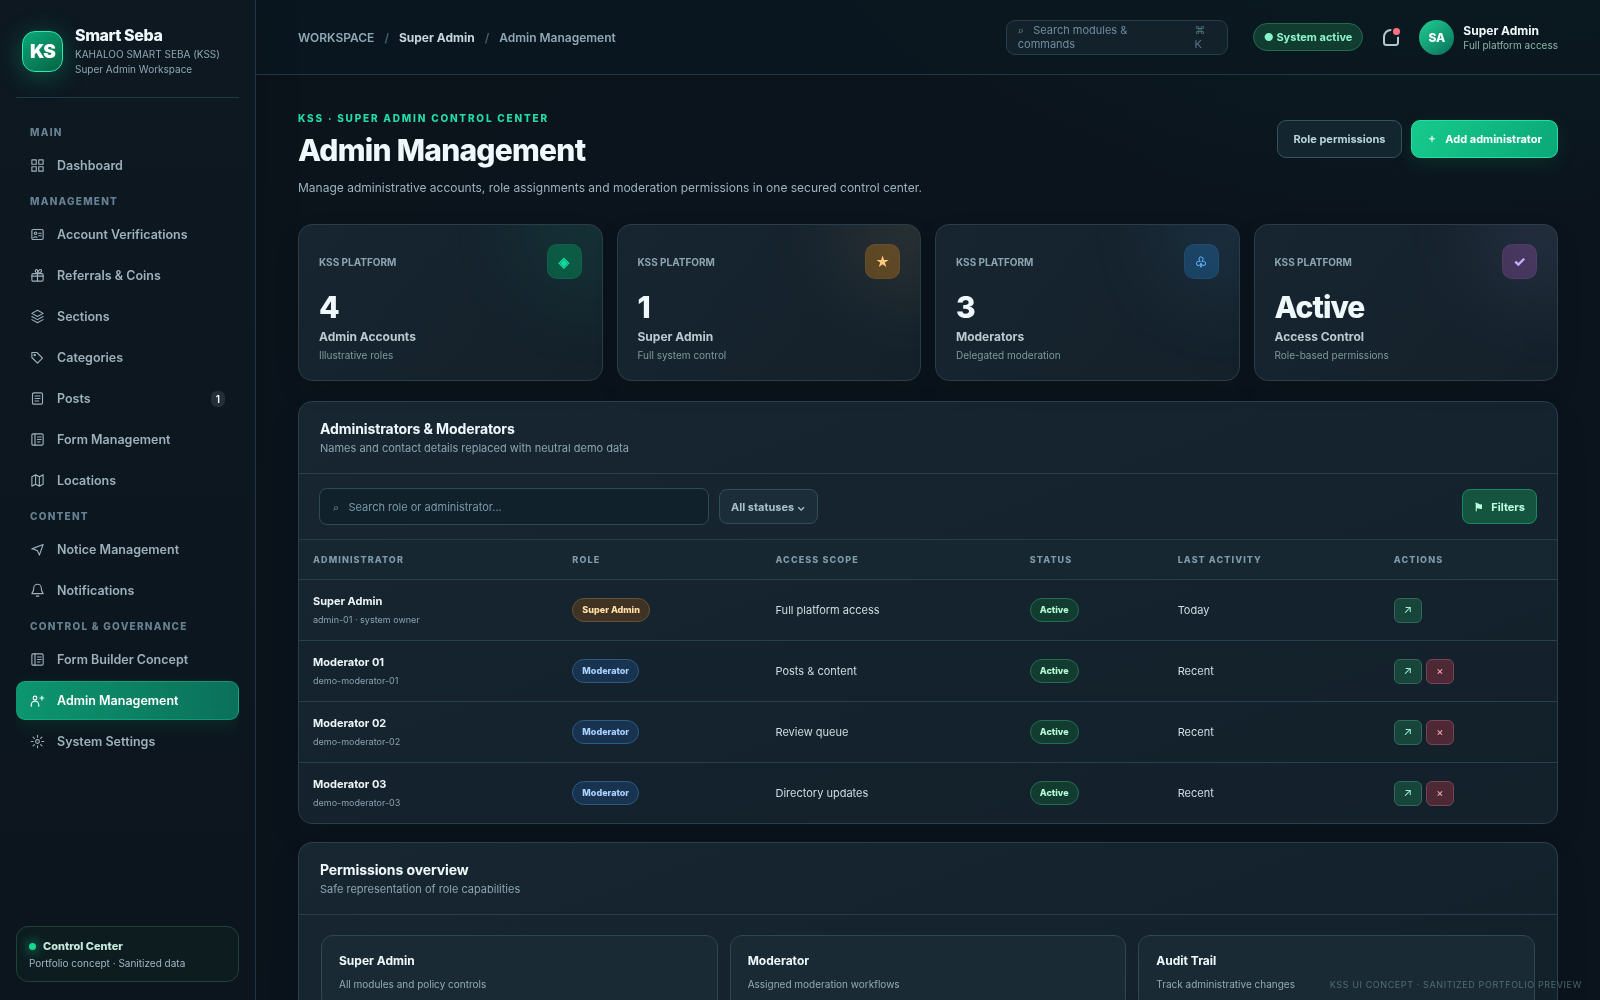 KS
Smart Seba
KAHALOO SMART SEBA (KSS)
Super Admin Workspace
MAIN
Dashboard
MANAGEMENT
Account Verifications
Referrals & Coins
Sections
Categories
Posts 1
Form Management
Locations
CONTENT
Notice Management
Notifications
CONTROL & GOVERNANCE
Form Builder Concept
Admin Management
System Settings
Control Center
Portfolio concept · Sanitized data
WORKSPACE / Super Admin / Admin Management
Search modules & commands ⌘ K
System active
SA
Super Admin
Full platform access
KSS · SUPER ADMIN CONTROL CENTER
Admin Management
Manage administrative accounts, role assignments and moderation permissions in one secured control center.
Role permissions
+ Add administrator
KSS PLATFORM
4
Admin Accounts
Illustrative roles
KSS PLATFORM
1
Super Admin
Full system control
KSS PLATFORM
3
Moderators
Delegated moderation
KSS PLATFORM
Active
Access Control
Role-based permissions
Administrators & Moderators
Names and contact details replaced with neutral demo data
Search role or administrator...
All statuses
Filters
ADMINISTRATOR ROLE ACCESS SCOPE STATUS LAST ACTIVITY ACTIONS
Super Admin
admin-01 · system owner
Super Admin Full platform access Active Today
Moderator 01
demo-moderator-01
Moderator Posts & content Active Recent
Moderator 02
demo-moderator-02
Moderator Review queue Active Recent
Moderator 03
demo-moderator-03
Moderator Directory updates Active Recent
Permissions overview
Safe representation of role capabilities
Super Admin
All modules and policy controls
Moderator
Assigned moderation workflows
Audit Trail
Track administrative changes
KSS UI CONCEPT · SANITIZED PORTFOLIO PREVIEW